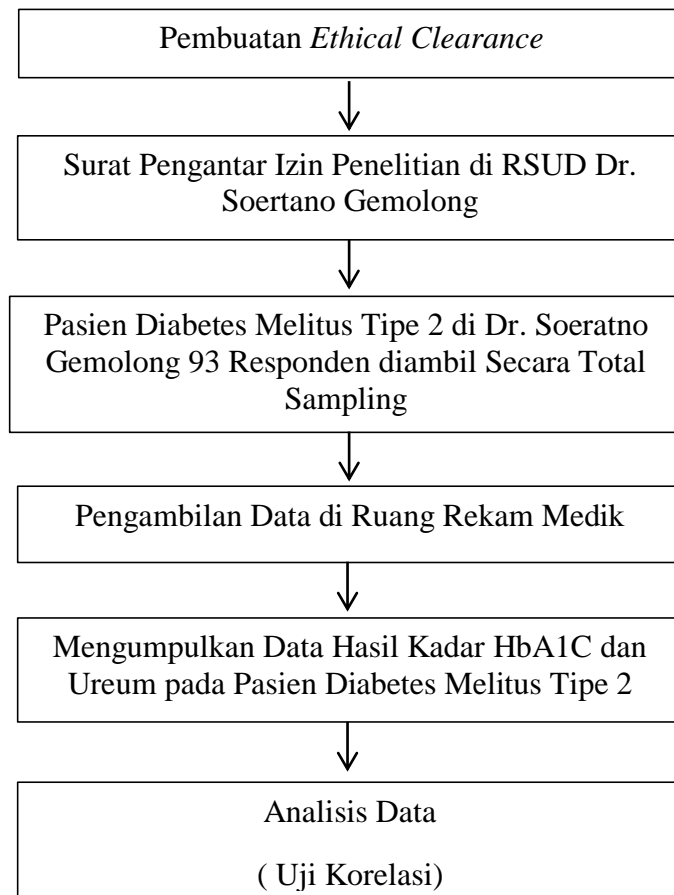 Pembuatan Ethical Clearance
Surat Pengantar Izin Penelitian di RSUD Dr.
Soertano Gemolong
Pasien Diabetes Melitus Tipe 2 di Dr. Soeratno
Gemolong 93 Responden diambil Secara Total
Sampling
Pengambilan Data di Ruang Rekam Medik
Mengumpulkan Data Hasil Kadar HbA1C dan
Ureum pada Pasien Diabetes Melitus Tipe 2
Analisis Data
( Uji Korelasi)